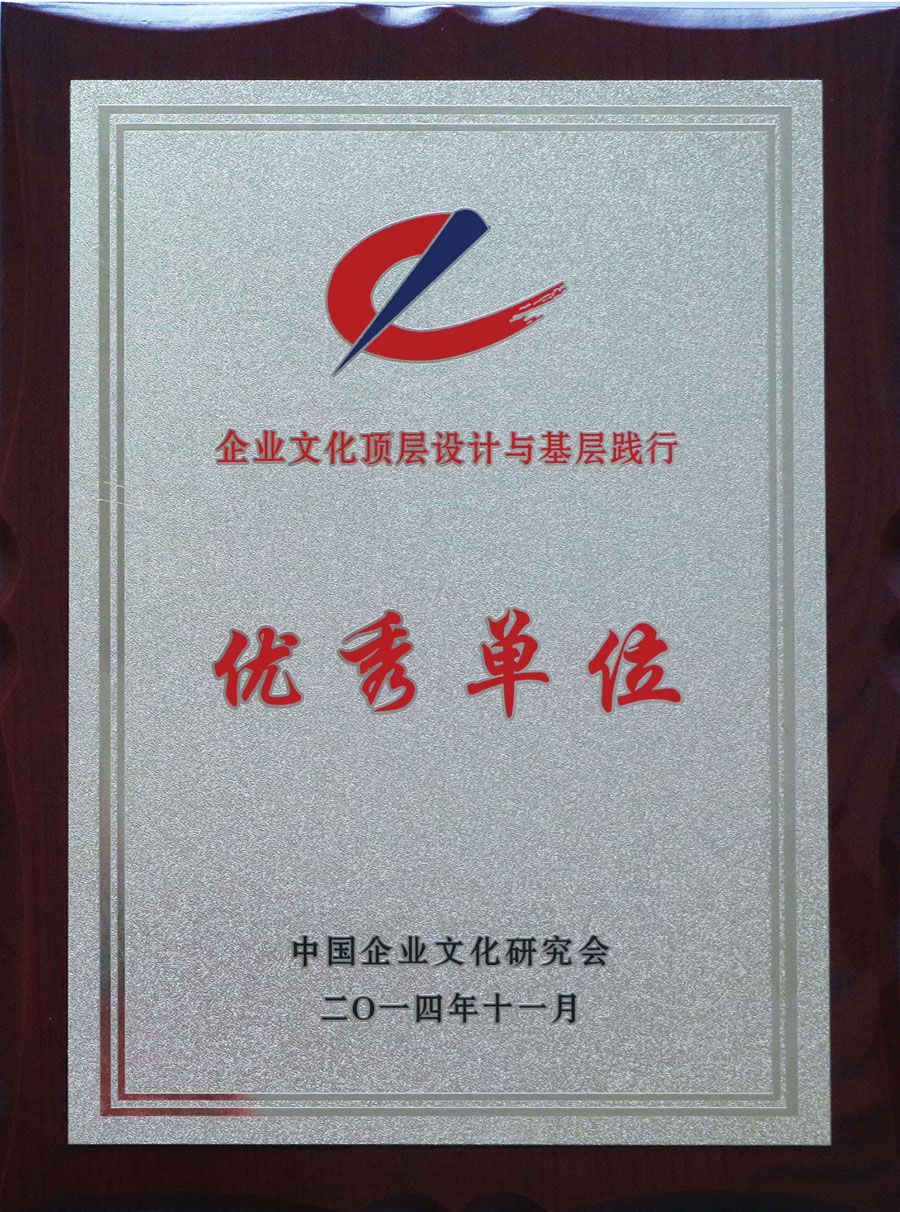 企业文化顶层设计与基层践行
优秀单位
中国企业文化研究会
二〇一四年十一月